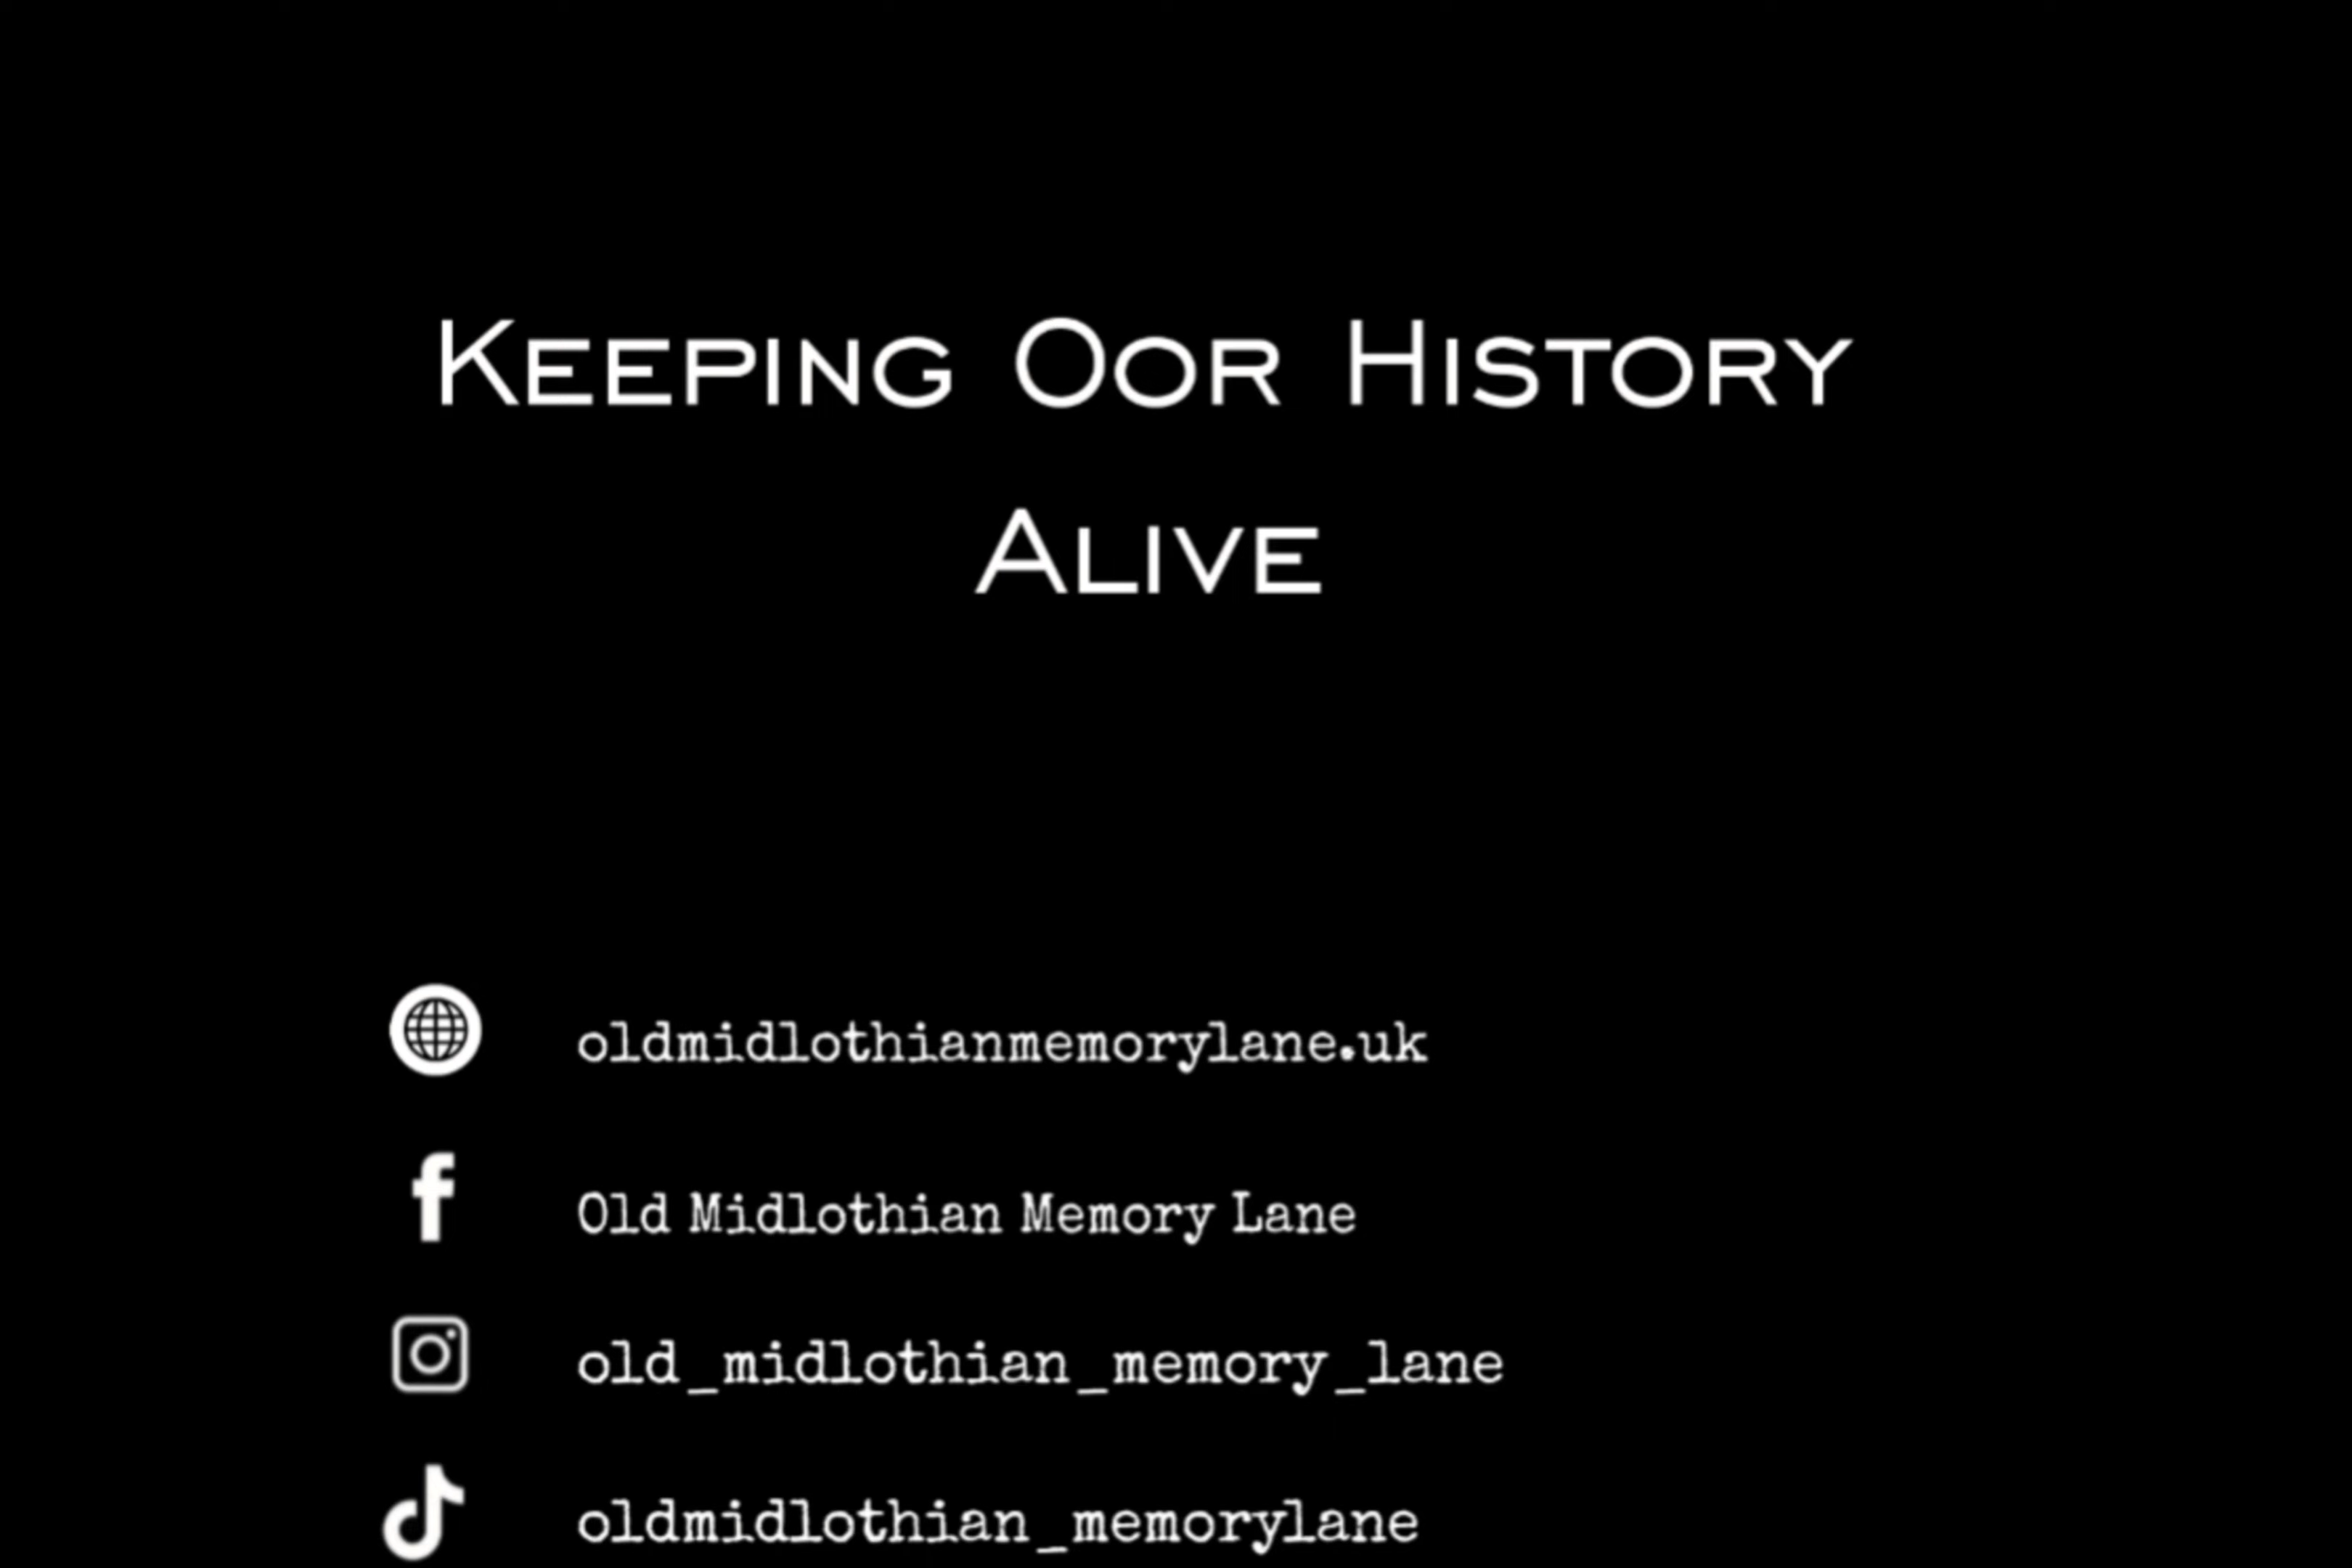 Keeping Oor History
Alive
oldmidlothianmemorylane.uk
Old Midlothian Memory Lane
old_midlothian_memory_lane
oldmidlothian_memorylane